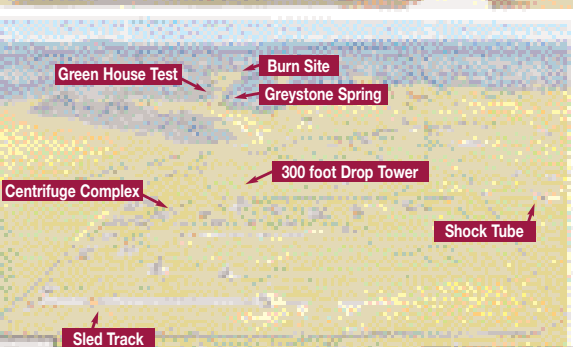 Burn Site
Green House Test
Greystone Spring
300 foot Drop Tower
Centrifuge Complex
Shock Tube
Sled Track